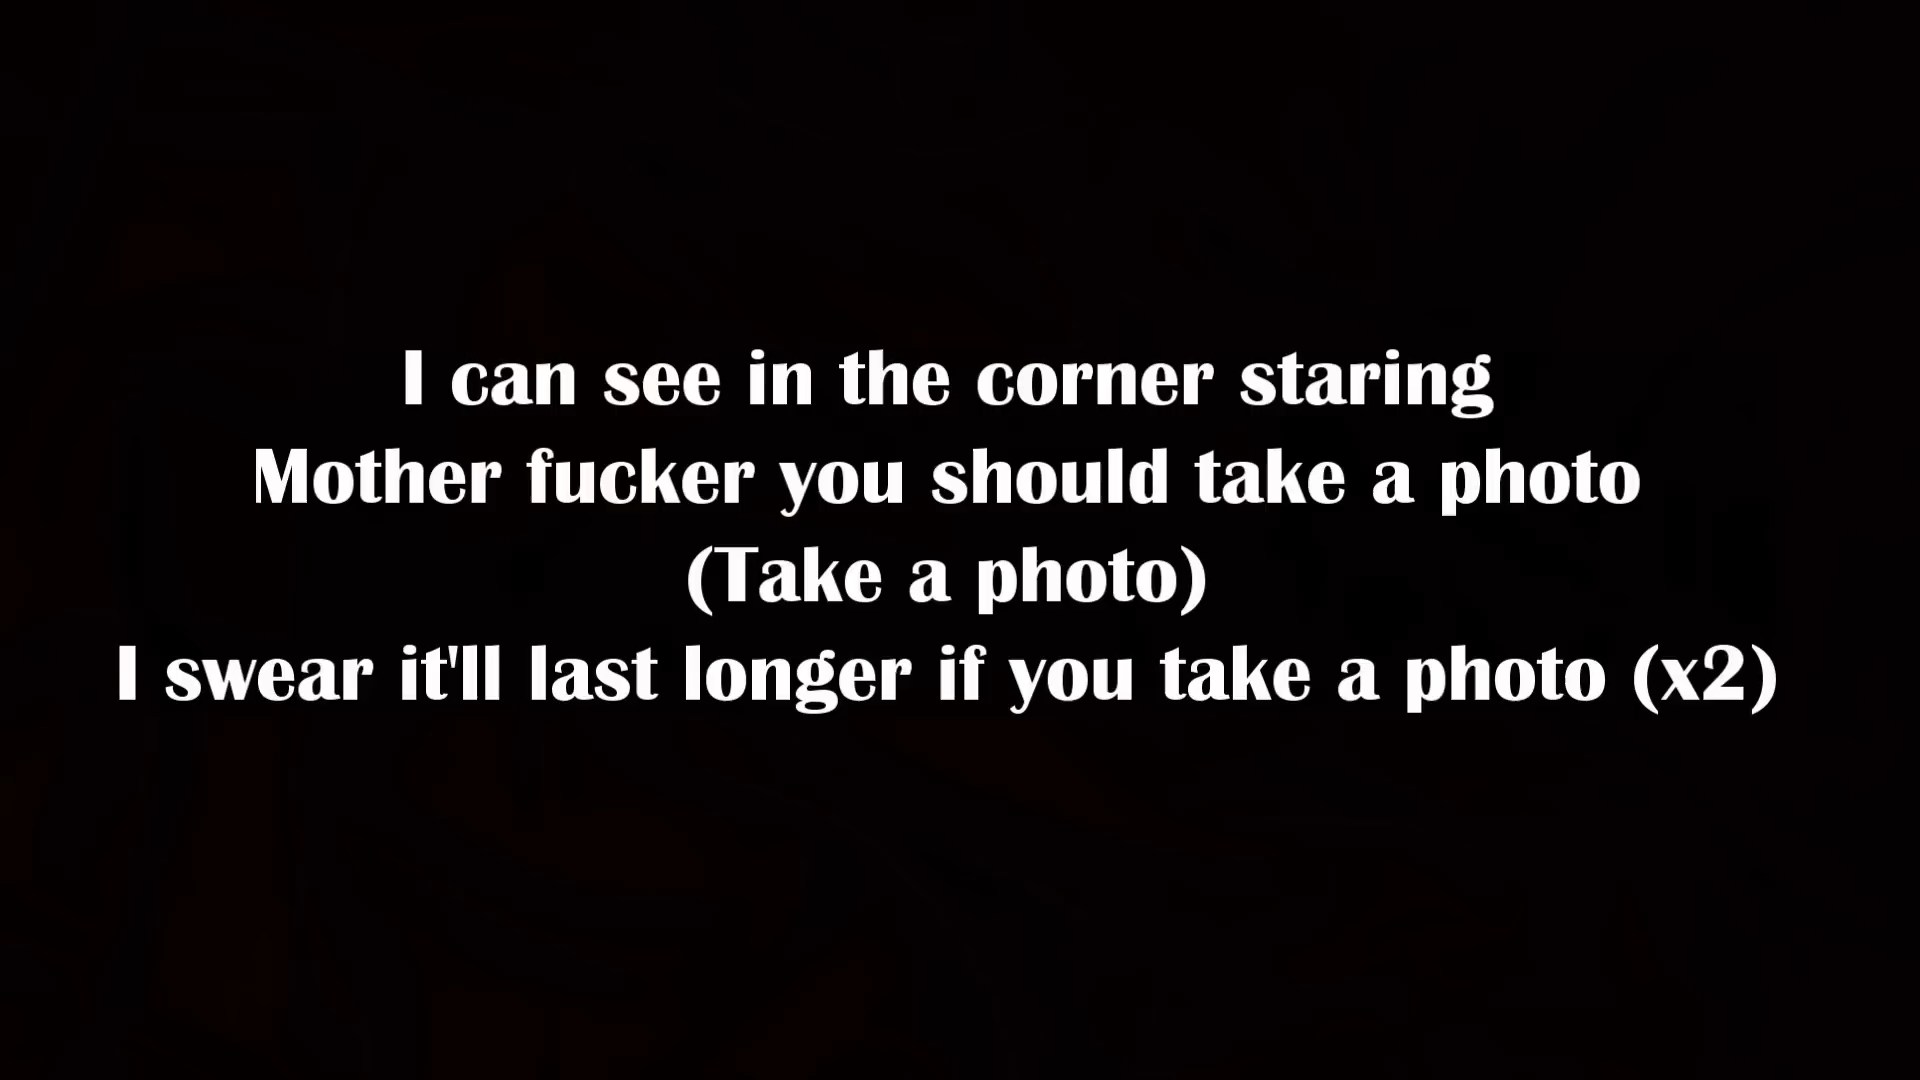 I can see in the corner staring
Mother fucker you should take a photo
(Take a photo)
I swear it'll last longer if you take a photo (x2)